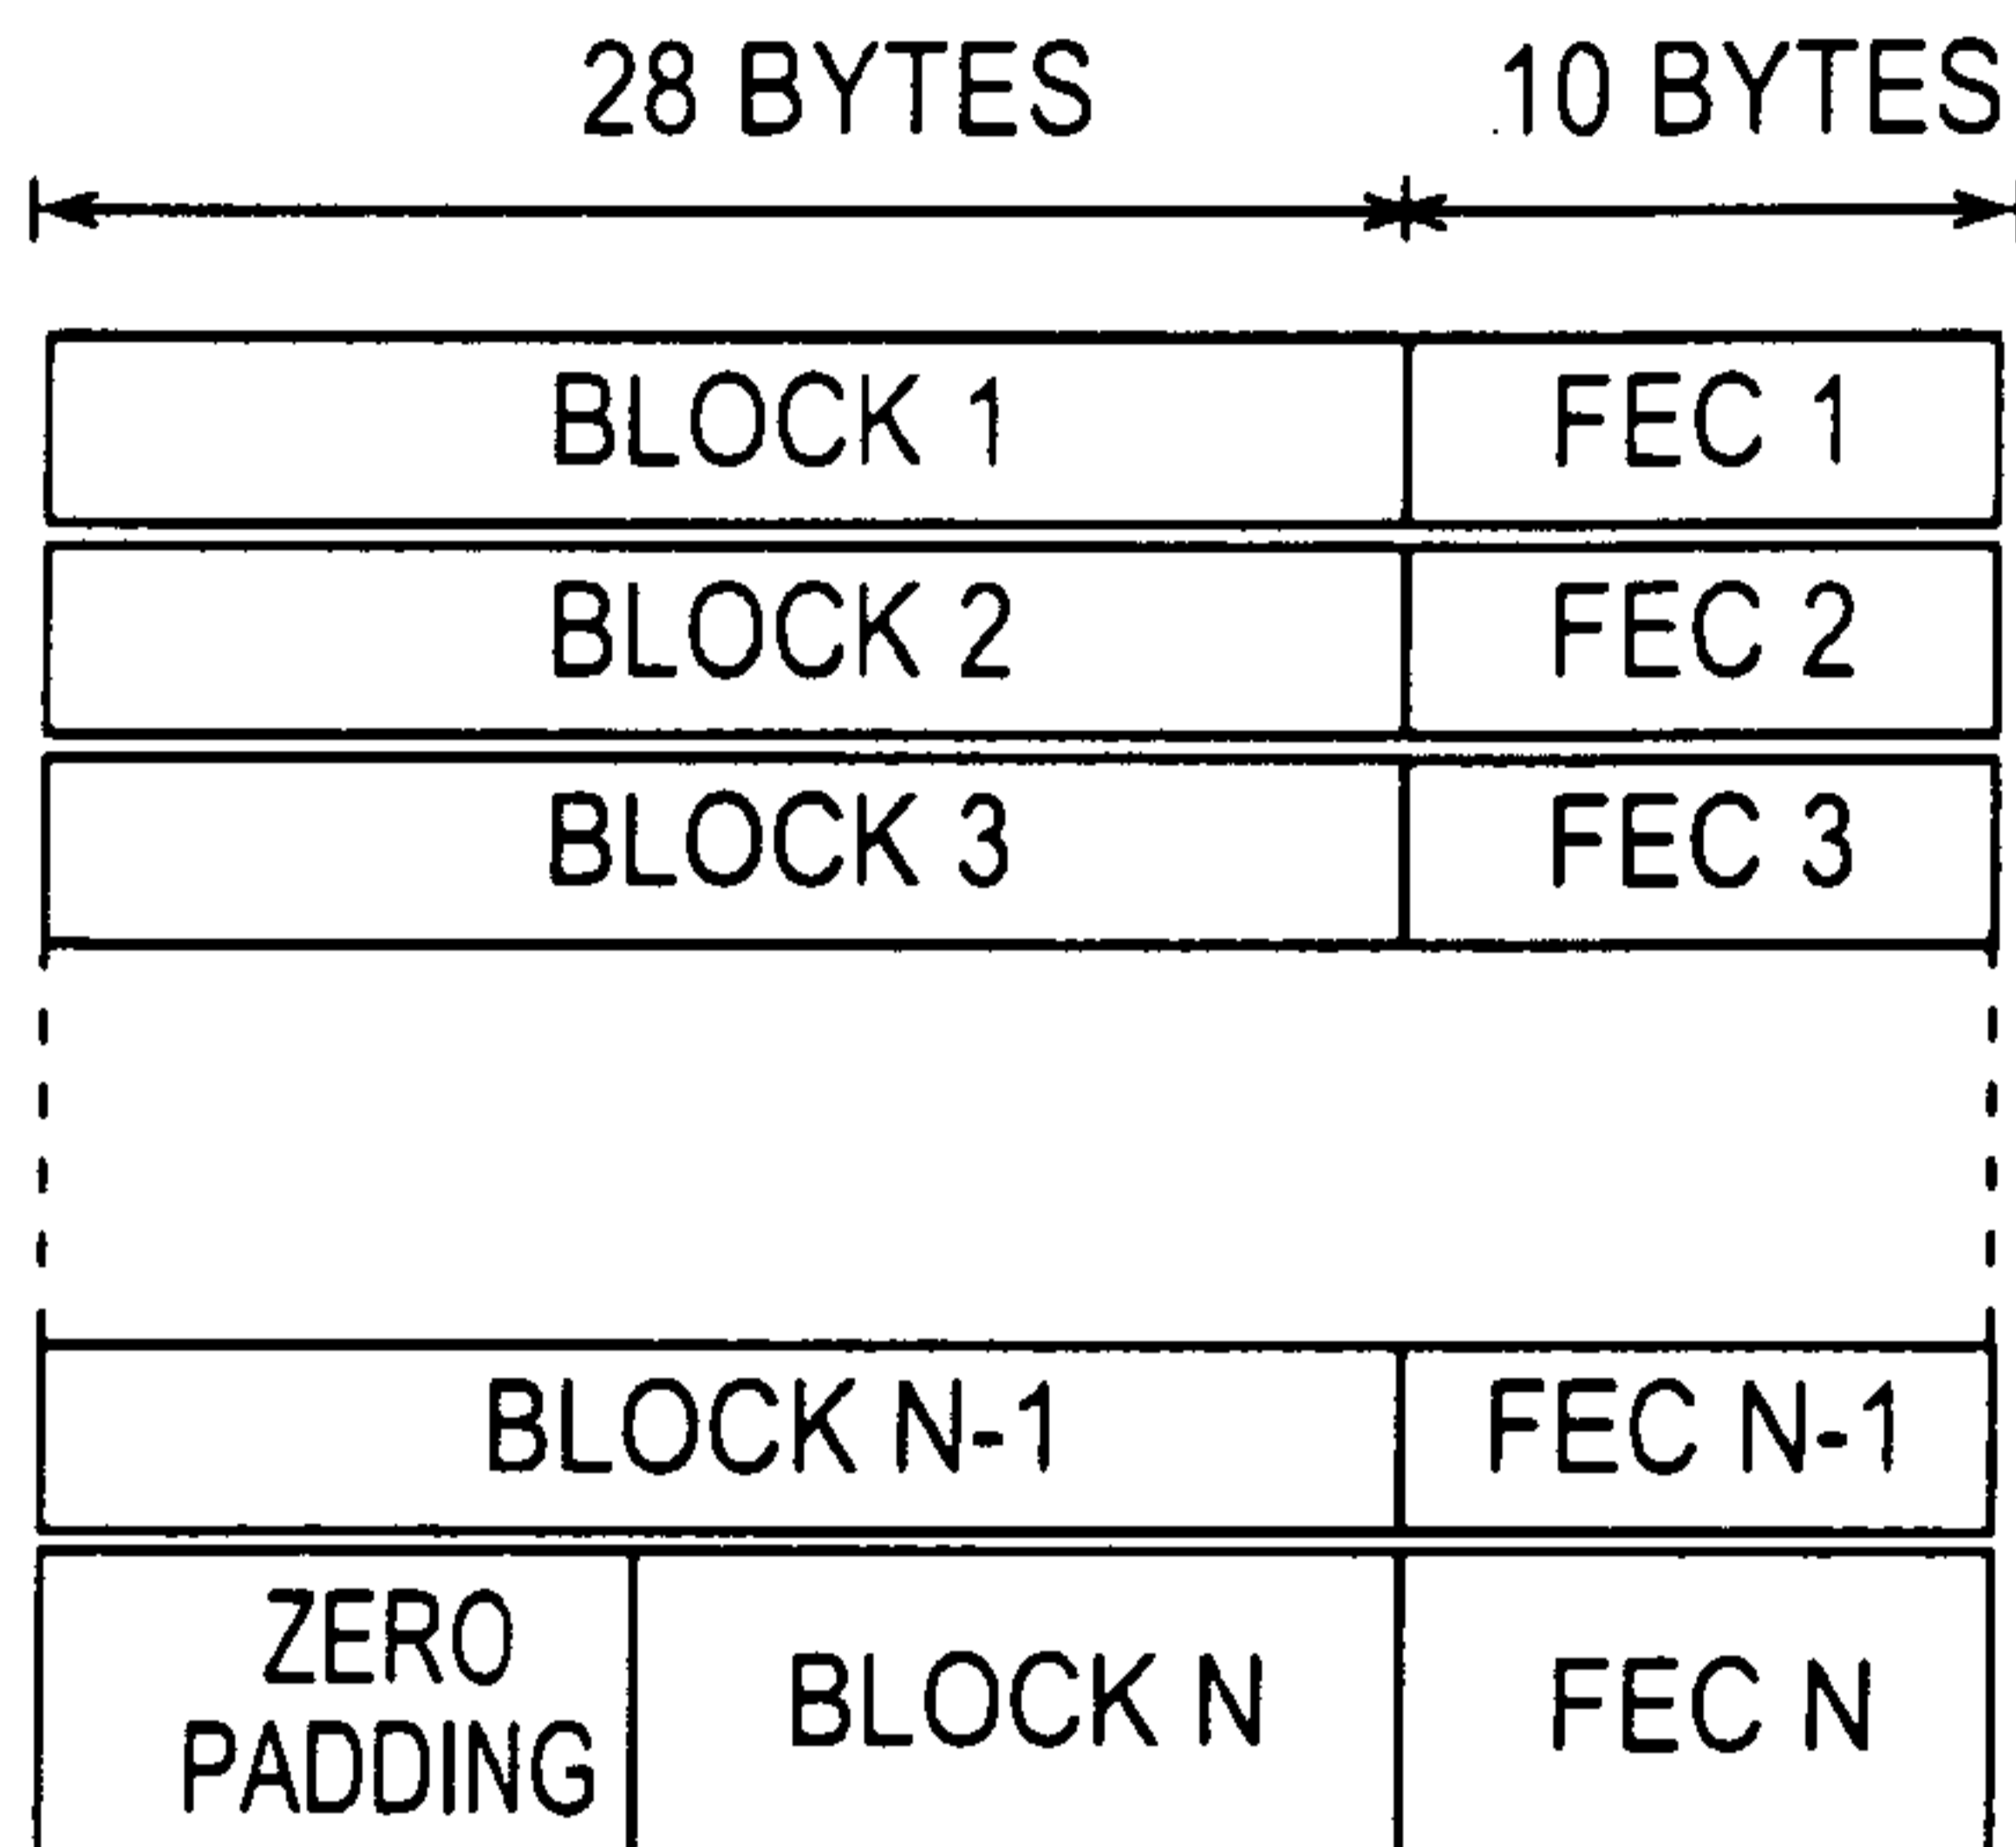 28 BYTES 10 BYTES
BLOCK 1 FEC 1
BLOCK 2 FEC 2
BLOCK 3 FEC 3
BLOCK N-1 FEC N-1
ZERO
PADDING
BLOCK N
FEC N